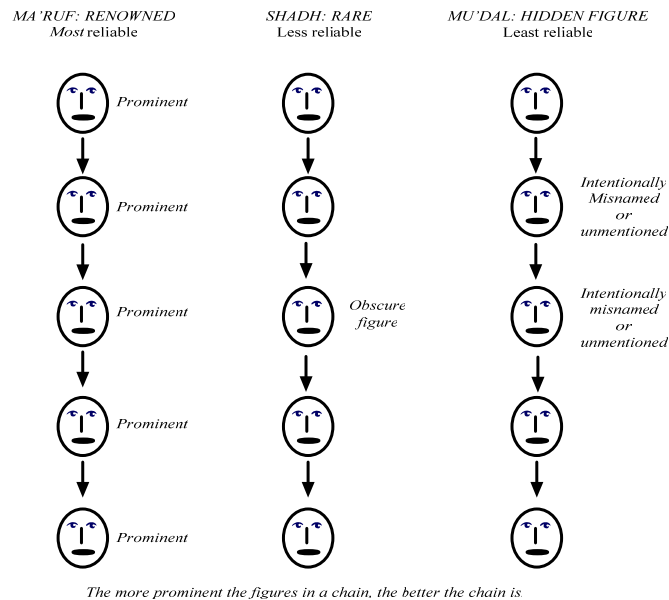 MA'RUF: RENOWNED
Most reliable
SHADH: RARE
Less reliable
MU'DAL: HIDDEN FIGURE
Least reliable
Prominent
Prominent
Intentionally
Misnamed
or
unmentioned
Prominent
Obscure
figure
Intentionally
misnamed
or
unmentioned
Prominent
Prominent
The more prominent the figures in a chain, the better the chain is